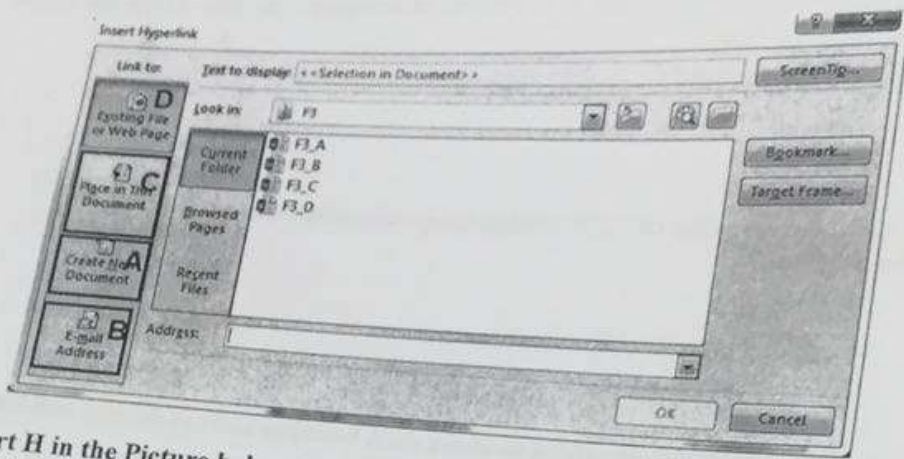 Insert Hyperlink
Link to:
Text to display: <<Selection in Document>>
ScreenTip...
D
Existing File
or Web Page
Look in:
F3
Current
Folder
F3_A
F3_B
F3_C
F3_D
Bookmark...
Target Frame...
C
Place in This
Document
Browsed
Pages
A
Create New
Document
Recent
Files
B
E-mail
Address
Address:
OK
Cancel
rt H in the Picture